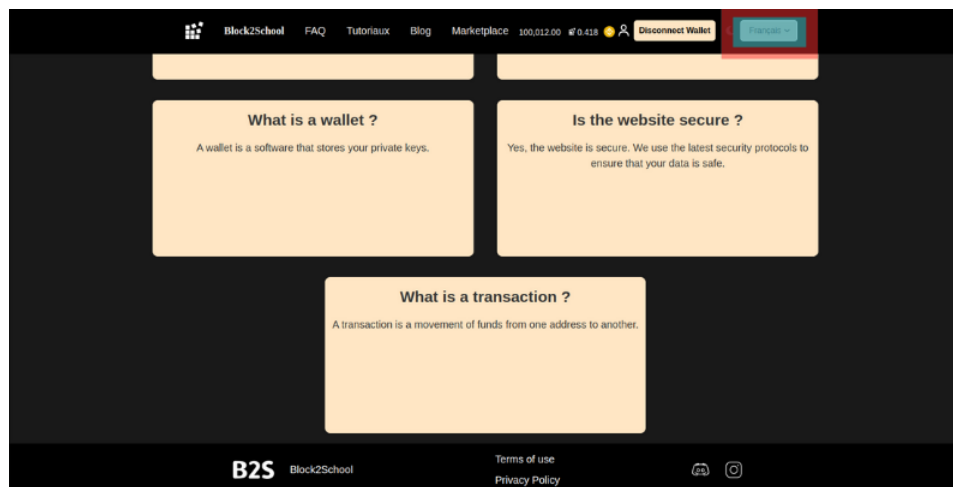 Block2School FAQ Tutoriaux Blog Marketplace 100,012.00 0.418 Disconnect Wallet Français
What is a wallet ?
A wallet is a software that stores your private keys.
Is the website secure ?
Yes, the website is secure. We use the latest security protocols to
ensure that your data is safe.
What is a transaction ?
A transaction is a movement of funds from one address to another.
B2S Block2School
Terms of use
Privacy Policy